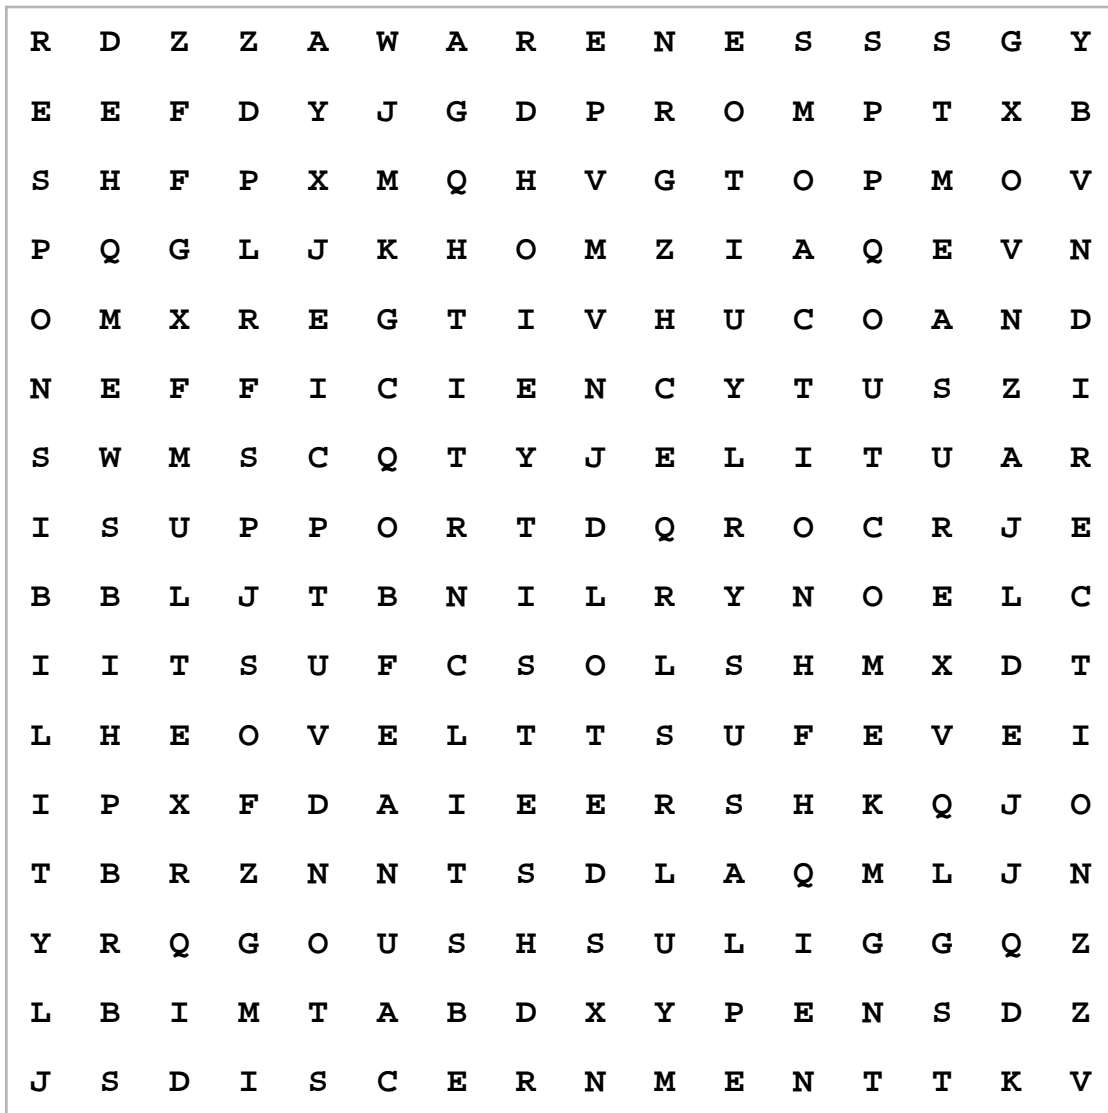 R D Z Z A W A R E N E S S S G Y
E E F D Y J G D P R O M P T X B
S H F P X M Q H V G T O P M O V
P Q G L J K H O M Z I A Q E V N
O M X R E G T I V H U C O A N D
N E F F I C I E N C Y T U S Z I
S W M S C Q T Y J E L I T U A R
I S U P P O R T D Q R O C R J E
B B L J T B N I L R Y N O E L C
I I T S U F C S O L S H M X D T
L H E O V E L T T S U F E V E I
I P X F D A I E E R S H K Q J O
T B R Z N N T S D L A Q M L J N
Y R Q G O U S H S U L I G G Q Z
L B I M T A B D X Y P E N S D Z
J S D I S C E R N M E N T T K V